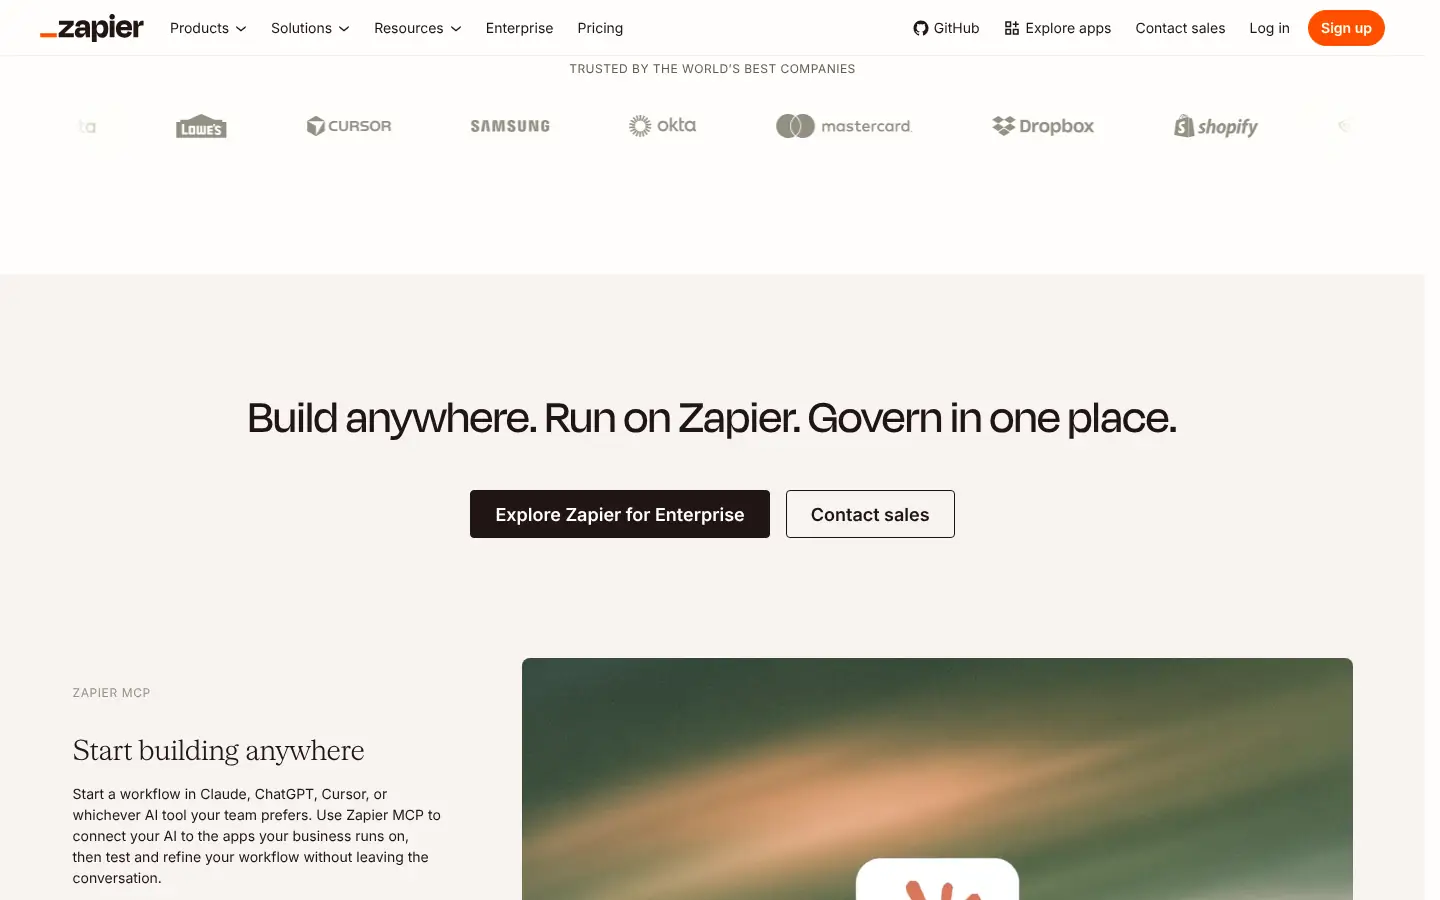 zapier
Products
Solutions
Resources
Enterprise
Pricing
GitHub
Explore apps
Contact sales
Log in
Sign up
TRUSTED BY THE WORLD'S BEST COMPANIES
ta
LOWE'S
CURSOR
SAMSUNG
okta
mastercard.
Dropbox
shopify
Build anywhere. Run on Zapier. Govern in one place.
Explore Zapier for Enterprise
Contact sales
ZAPIER MCP
Start building anywhere
Start a workflow in Claude, ChatGPT, Cursor, or
whichever AI tool your team prefers. Use Zapier MCP to
connect your AI to the apps your business runs on,
then test and refine your workflow without leaving the
conversation.